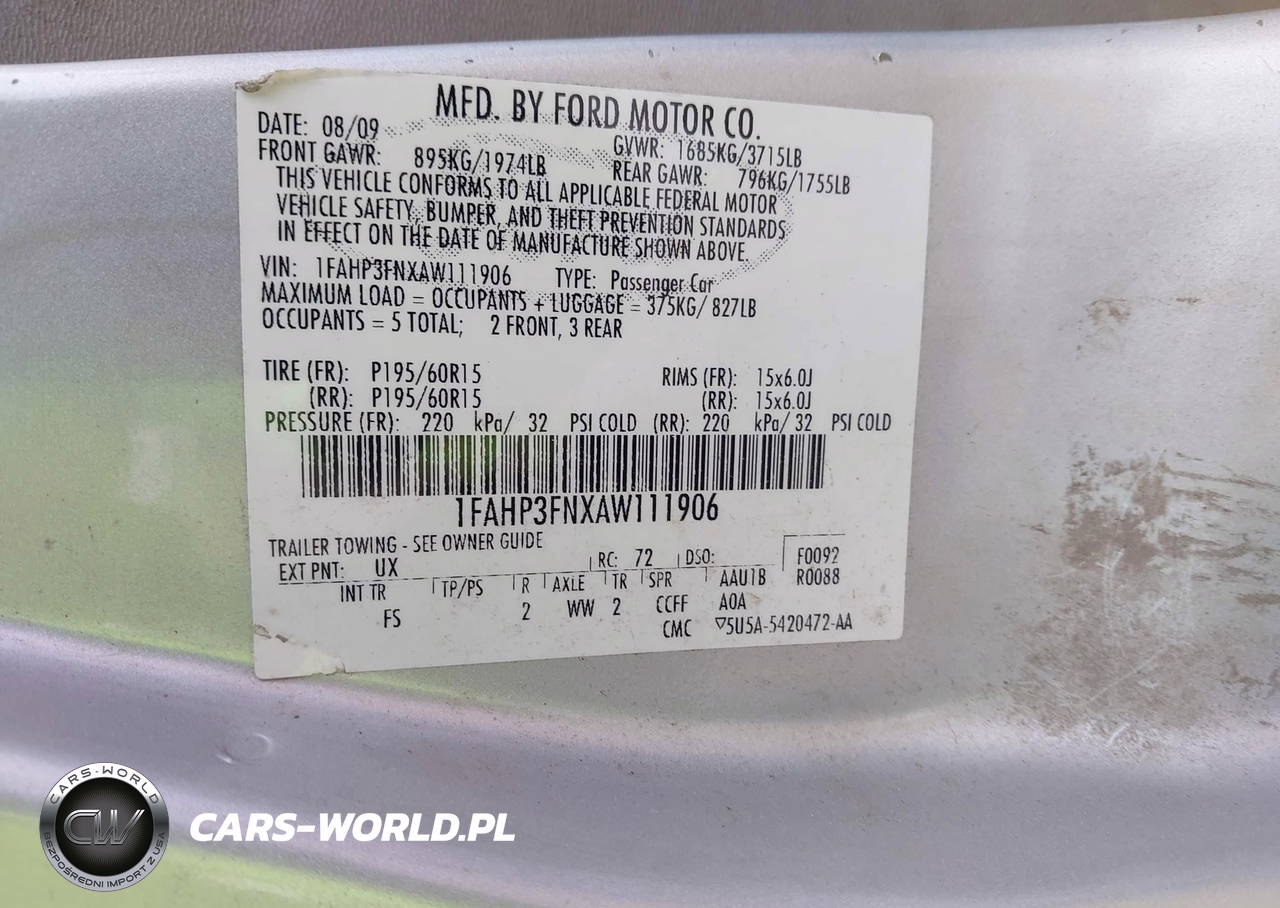 MFD. BY FORD MOTOR CO.
DATE: 08/09 GVWR: 1685KG/3715LB
FRONT GAWR: 895KG/1974LB REAR GAWR: 796KG/1755LB
THIS VEHICLE CONFORMS TO ALL APPLICABLE FEDERAL MOTOR
VEHICLE SAFETY, BUMPER, AND THEFT PREVENTION STANDARDS
IN EFFECT ON THE DATE OF MANUFACTURE SHOWN ABOVE.
VIN: 1FAHP3FNXAW111906 TYPE: Passenger Car
MAXIMUM LOAD = OCCUPANTS + LUGGAGE = 375KG/ 827LB
OCCUPANTS = 5 TOTAL; 2 FRONT, 3 REAR
TIRE (FR): P195/60R15 RIMS (FR): 15x6.0J
(RR): P195/60R15 (RR): 15x6.0J
PRESSURE (FR): 220 kPa/ 32 PSI COLD (RR): 220 kPa/ 32 PSI COLD
1FAHP3FNXAW111906
TRAILER TOWING - SEE OWNER GUIDE
EXT PNT: UX RC: 72 DSO: F0092
INT TR TP/PS R AXLE TR SPR AAU1B R0088
FS 2 WW 2 CCFF A0A
CMC ▽5U5A-5420472-AA
CARS-WORLD
CW
BEZPOŚREDNI IMPORT Z USA
CARS-WORLD.PL